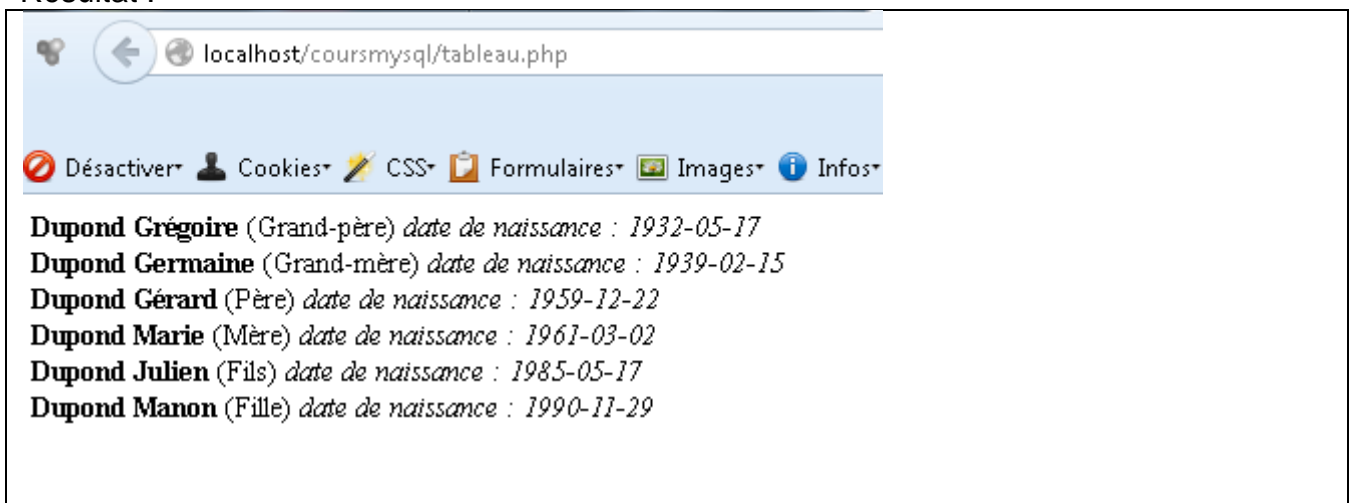 Résultat :
localhost/coursmysql/tableau.php
Désactiver Cookies CSS Formulaires Images Infos
Dupond Grégoire (Grand-père) date de naissance : 1932-05-17
Dupond Germaine (Grand-mère) date de naissance : 1939-02-15
Dupond Gérard (Père) date de naissance : 1959-12-22
Dupond Marie (Mère) date de naissance : 1961-03-02
Dupond Julien (Fils) date de naissance : 1985-05-17
Dupond Manon (Fille) date de naissance : 1990-11-29